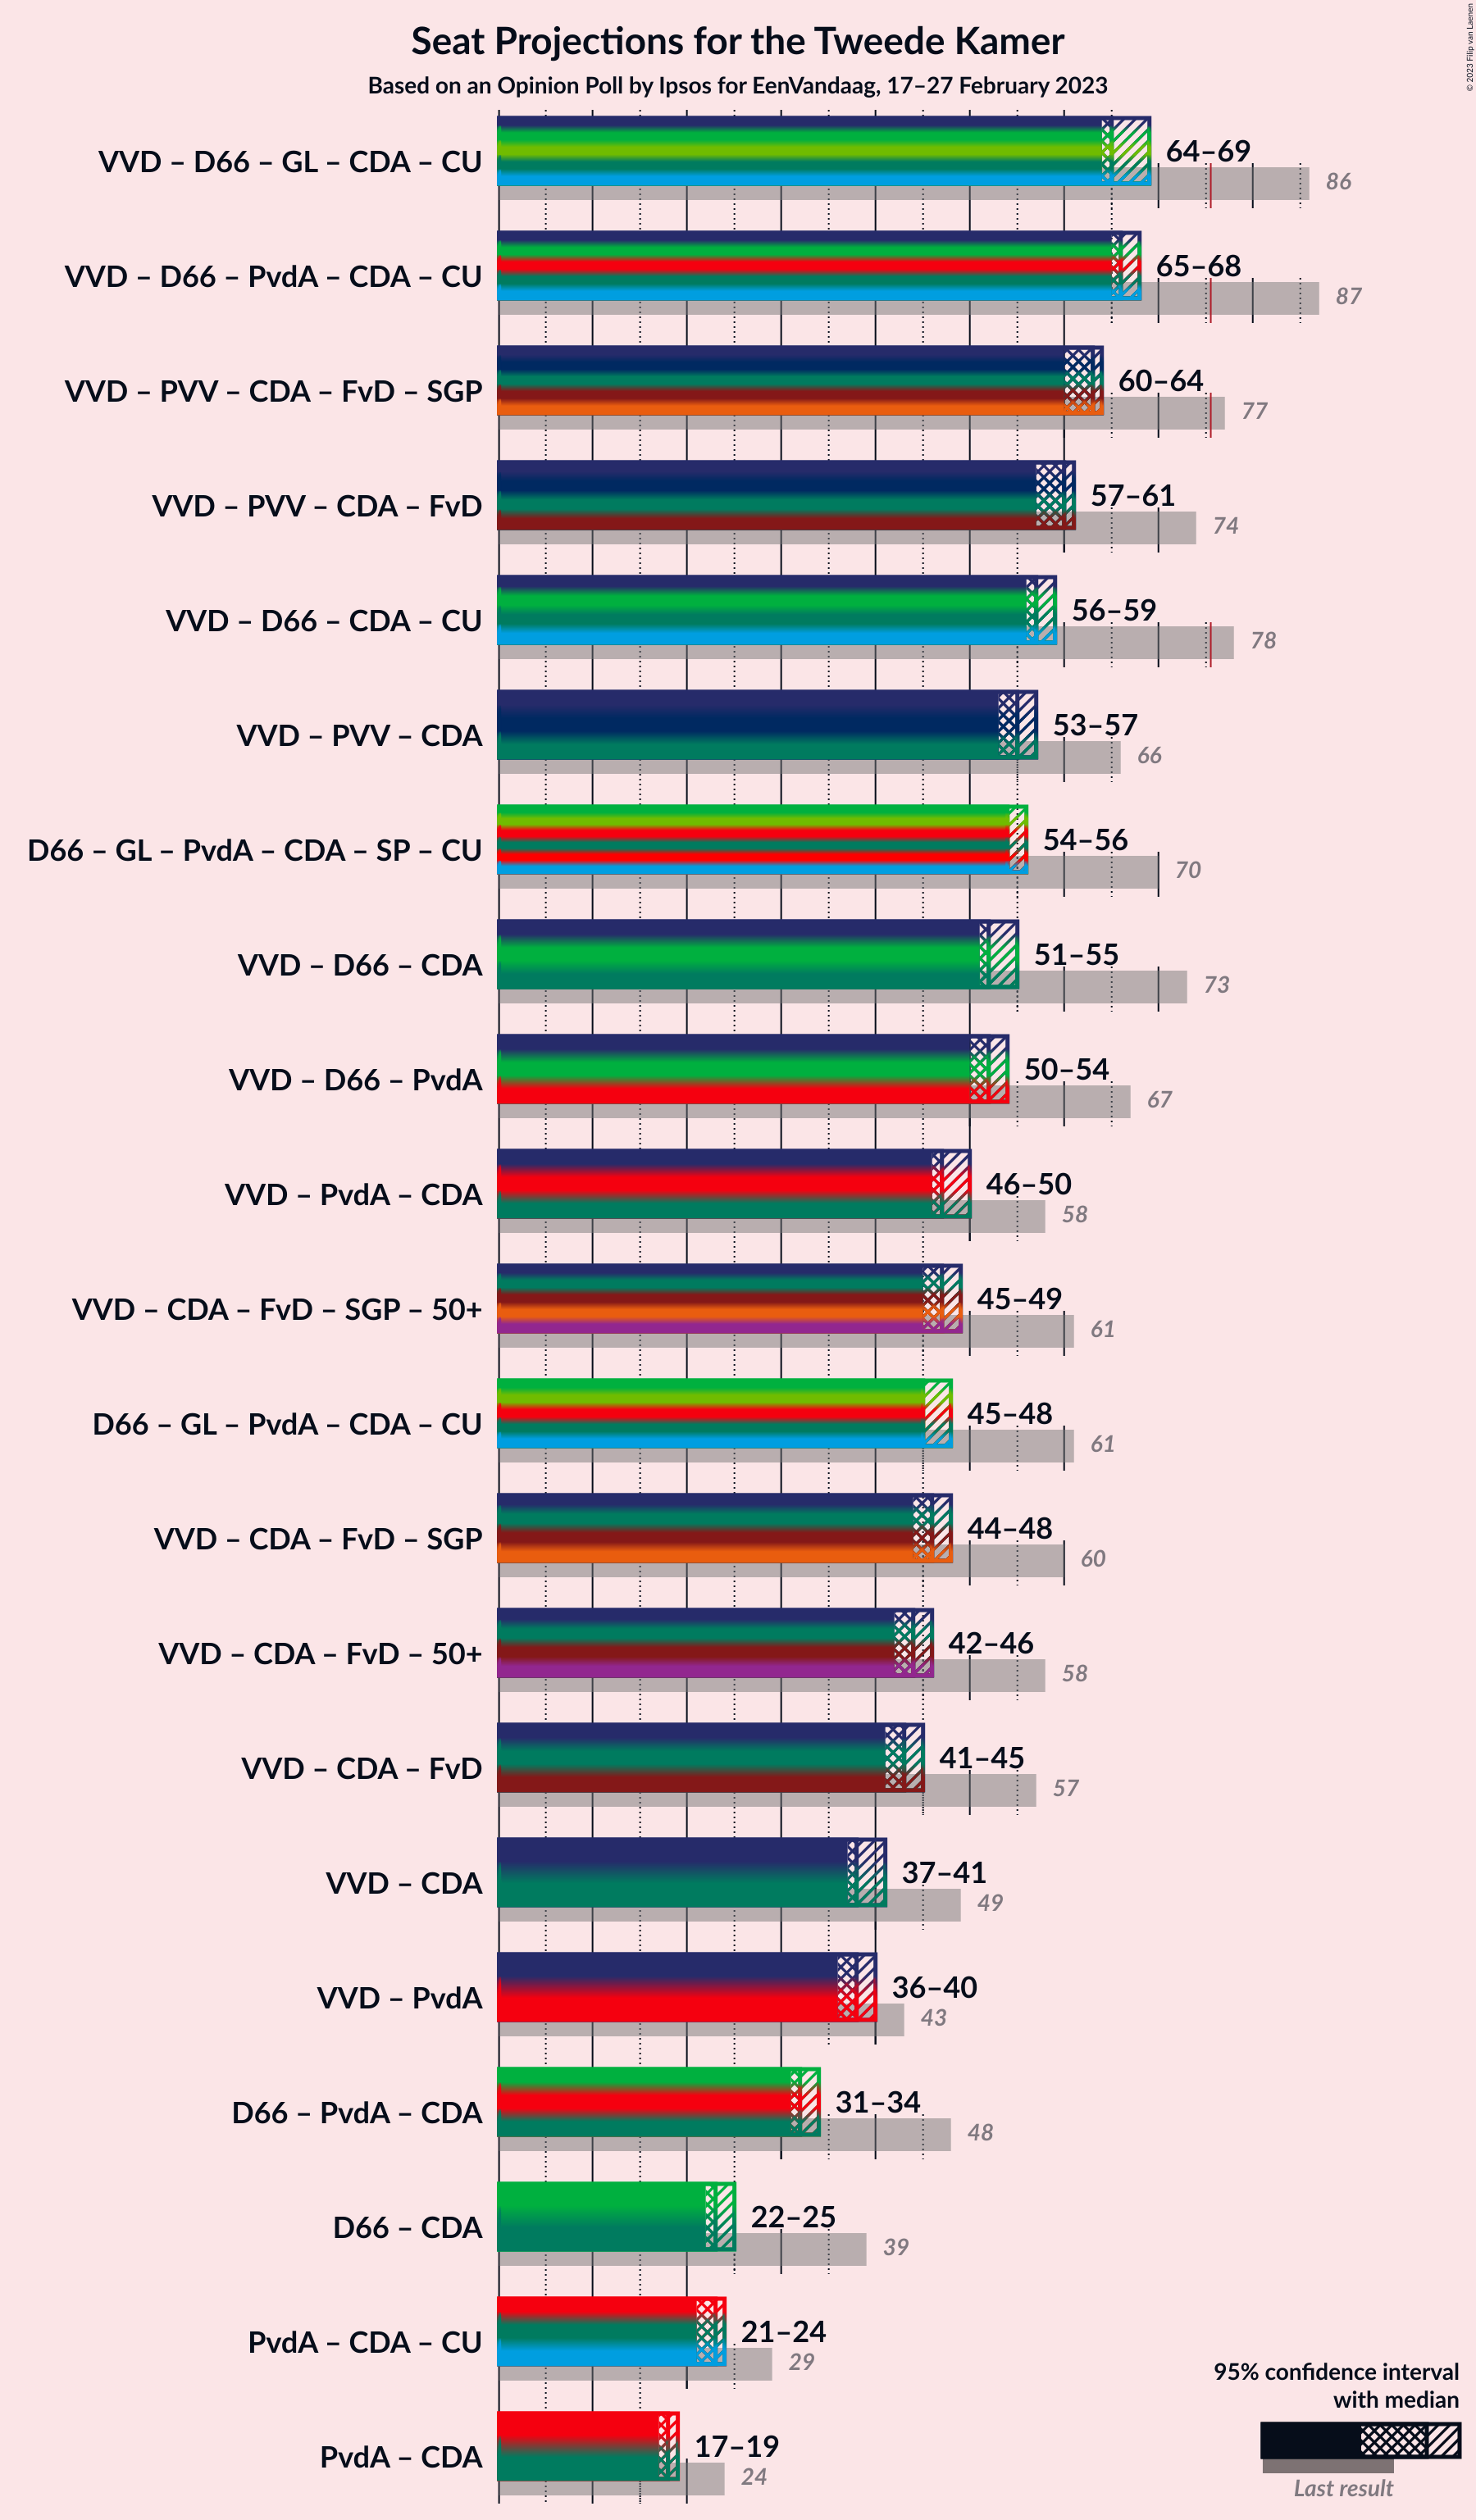 Seat Projections for the Tweede Kamer
Based on an Opinion Poll by Ipsos for EenVandaag, 17–27 February 2023
© 2023 Filip van Laenen
VVD – D66 – GL – CDA – CU
64–69
86
VVD – D66 – PvdA – CDA – CU
65–68
87
VVD – PVV – CDA – FvD – SGP
60–64
77
VVD – PVV – CDA – FvD
57–61
74
VVD – D66 – CDA – CU
56–59
78
VVD – PVV – CDA
53–57
66
D66 – GL – PvdA – CDA – SP – CU
54–56
70
VVD – D66 – CDA
51–55
73
VVD – D66 – PvdA
50–54
67
VVD – PvdA – CDA
46–50
58
VVD – CDA – FvD – SGP – 50+
45–49
61
D66 – GL – PvdA – CDA – CU
45–48
61
VVD – CDA – FvD – SGP
44–48
60
VVD – CDA – FvD – 50+
42–46
58
VVD – CDA – FvD
41–45
57
VVD – CDA
37–41
49
VVD – PvdA
36–40
43
D66 – PvdA – CDA
31–34
48
D66 – CDA
22–25
39
PvdA – CDA – CU
21–24
29
PvdA – CDA
17–19
24
95% confidence interval
with median
Last result